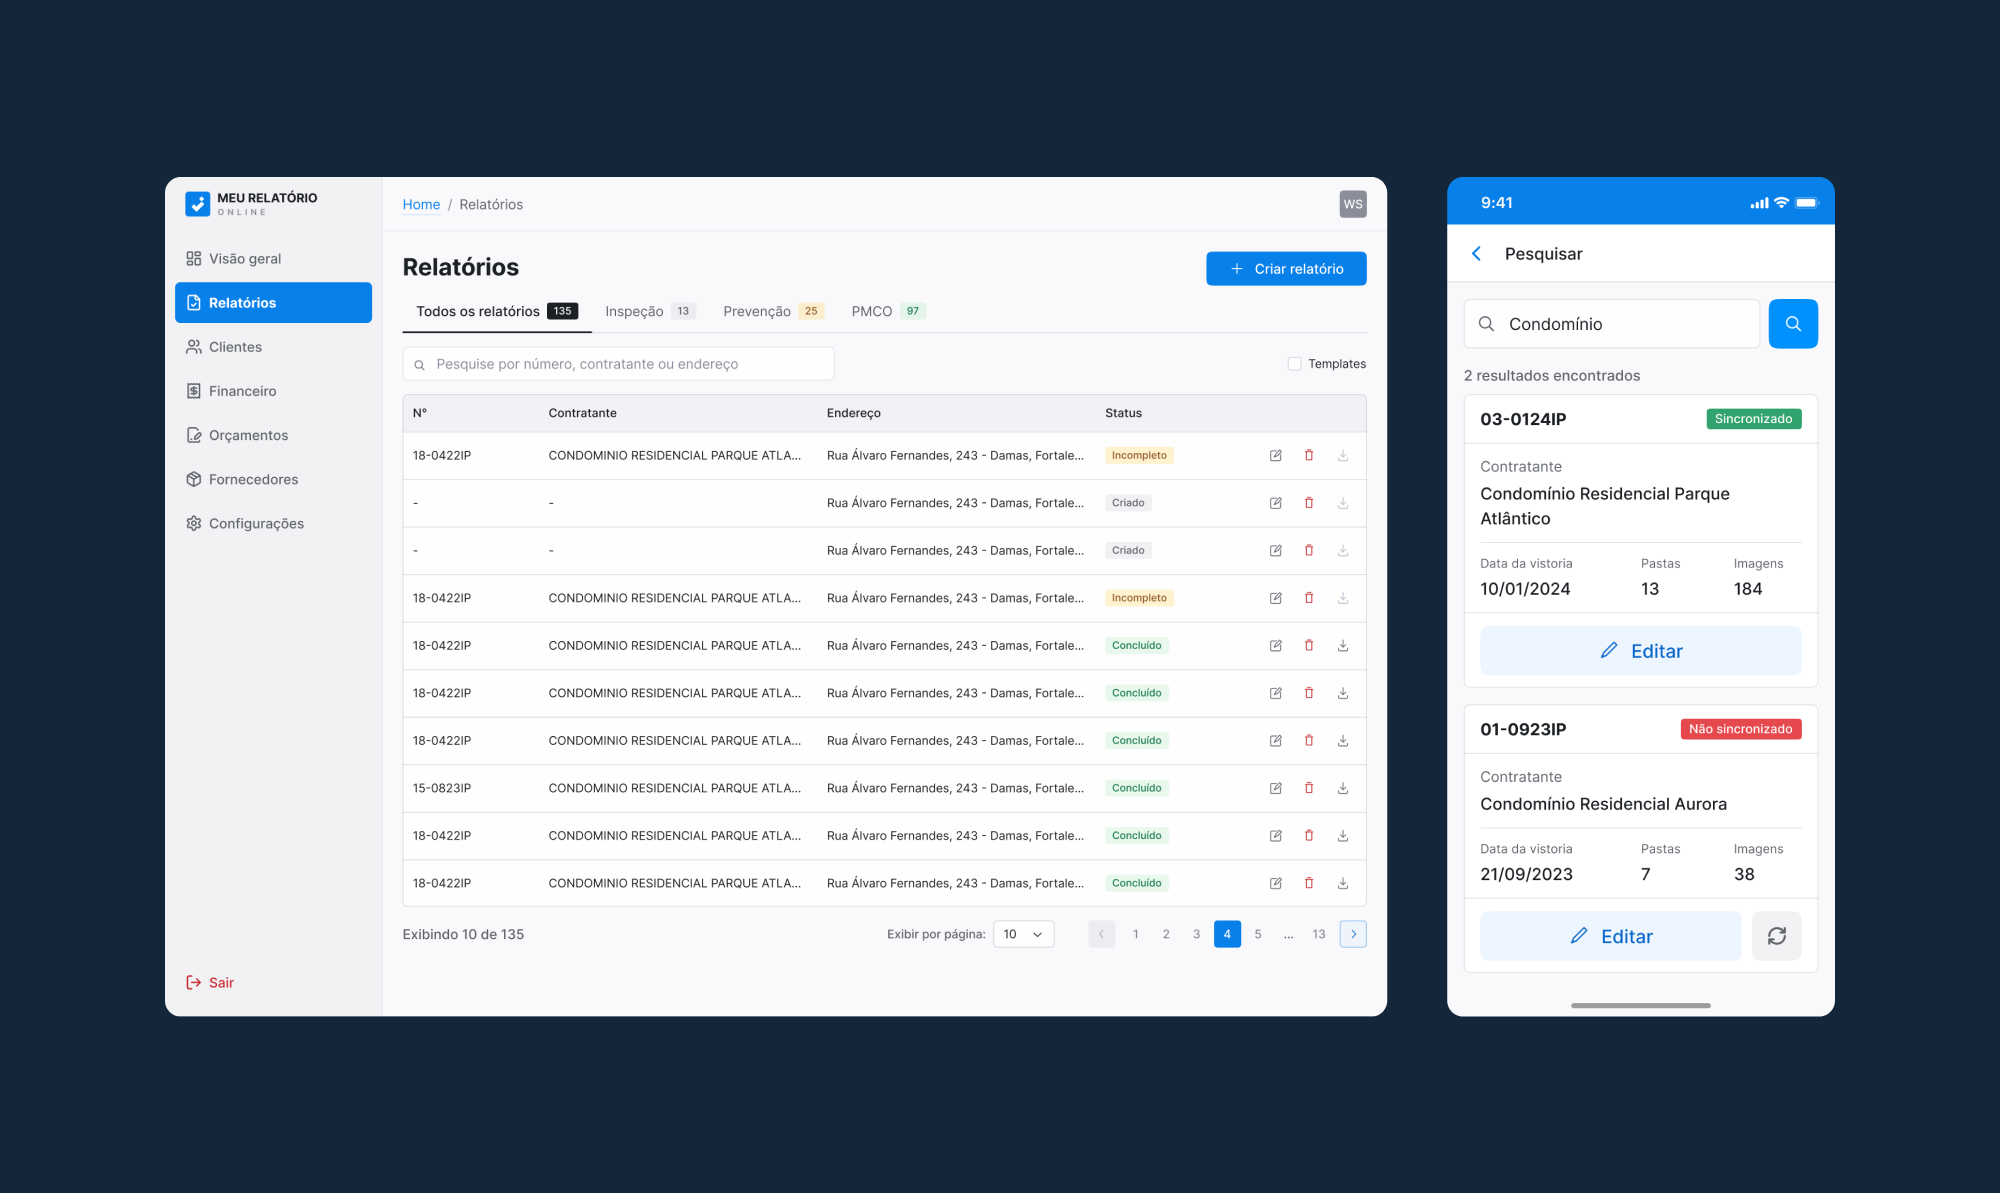 MEU RELATÓRIO
ONLINE
Visão geral
Relatórios
Clientes
Financeiro
Orçamentos
Fornecedores
Configurações
Sair
Home / Relatórios
WS
Relatórios
Criar relatório
Todos os relatórios 135 Inspeção 13 Prevenção 25 PMCO 97
Pesquise por número, contratante ou endereço
Templates
N° Contratante Endereço Status
18-0422IP CONDOMINIO RESIDENCIAL PARQUE ATLA... Rua Álvaro Fernandes, 243 - Damas, Fortale... Incompleto
- - Rua Álvaro Fernandes, 243 - Damas, Fortale... Criado
- - Rua Álvaro Fernandes, 243 - Damas, Fortale... Criado
18-0422IP CONDOMINIO RESIDENCIAL PARQUE ATLA... Rua Álvaro Fernandes, 243 - Damas, Fortale... Incompleto
18-0422IP CONDOMINIO RESIDENCIAL PARQUE ATLA... Rua Álvaro Fernandes, 243 - Damas, Fortale... Concluído
18-0422IP CONDOMINIO RESIDENCIAL PARQUE ATLA... Rua Álvaro Fernandes, 243 - Damas, Fortale... Concluído
18-0422IP CONDOMINIO RESIDENCIAL PARQUE ATLA... Rua Álvaro Fernandes, 243 - Damas, Fortale... Concluído
15-0823IP CONDOMINIO RESIDENCIAL PARQUE ATLA... Rua Álvaro Fernandes, 243 - Damas, Fortale... Concluído
18-0422IP CONDOMINIO RESIDENCIAL PARQUE ATLA... Rua Álvaro Fernandes, 243 - Damas, Fortale... Concluído
18-0422IP CONDOMINIO RESIDENCIAL PARQUE ATLA... Rua Álvaro Fernandes, 243 - Damas, Fortale... Concluído
Exibindo 10 de 135
Exibir por página: 10
1 2 3 4 5 ... 13
9:41
Pesquisar
Condomínio
2 resultados encontrados
03-0124IP Sincronizado
Contratante
Condomínio Residencial Parque
Atlântico
Data da vistoria Pastas Imagens
10/01/2024 13 184
Editar
01-0923IP Não sincronizado
Contratante
Condomínio Residencial Aurora
Data da vistoria Pastas Imagens
21/09/2023 7 38
Editar